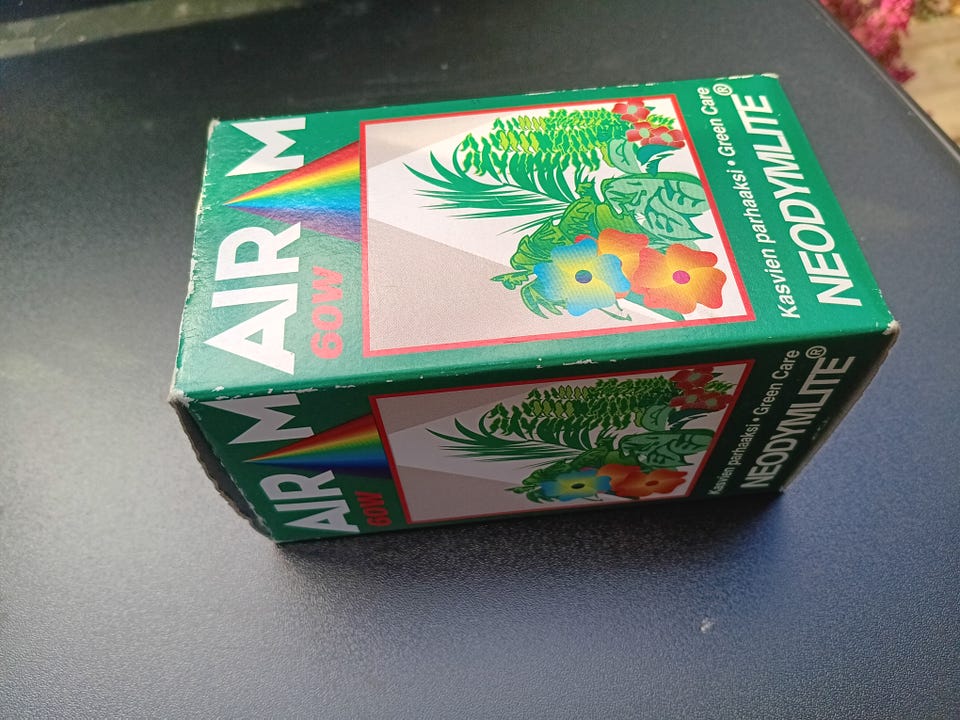 AIRAM
60W
Kasvien parhaaksi • Green Care
NEODYMLITE®
AIRAM
60W
Kasvien parhaaksi • Green Care
NEODYMLITE®